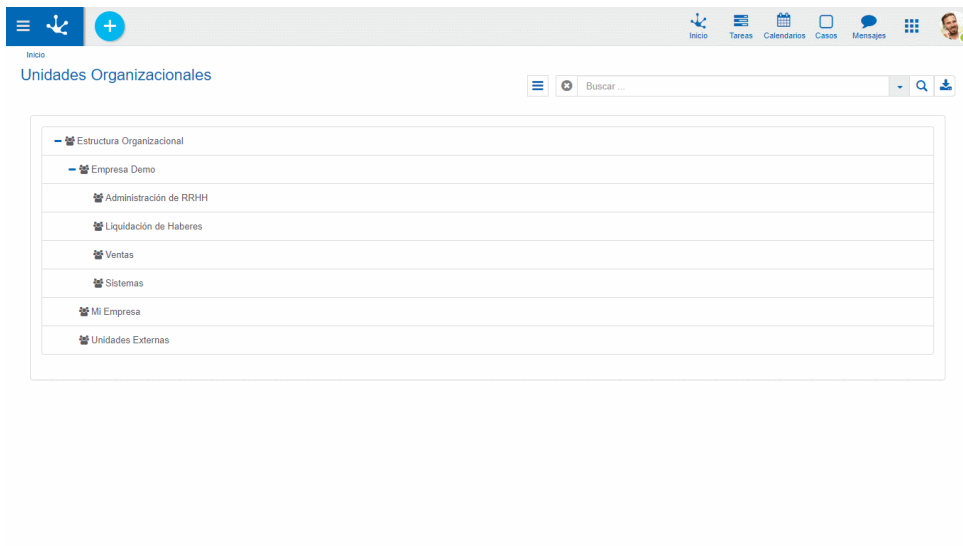 Inicio
Tareas
Calendarios
Casos
Mensajes
Inicio
Unidades Organizacionales
Buscar ...
Estructura Organizacional
Empresa Demo
Administración de RRHH
Liquidación de Haberes
Ventas
Sistemas
Mi Empresa
Unidades Externas